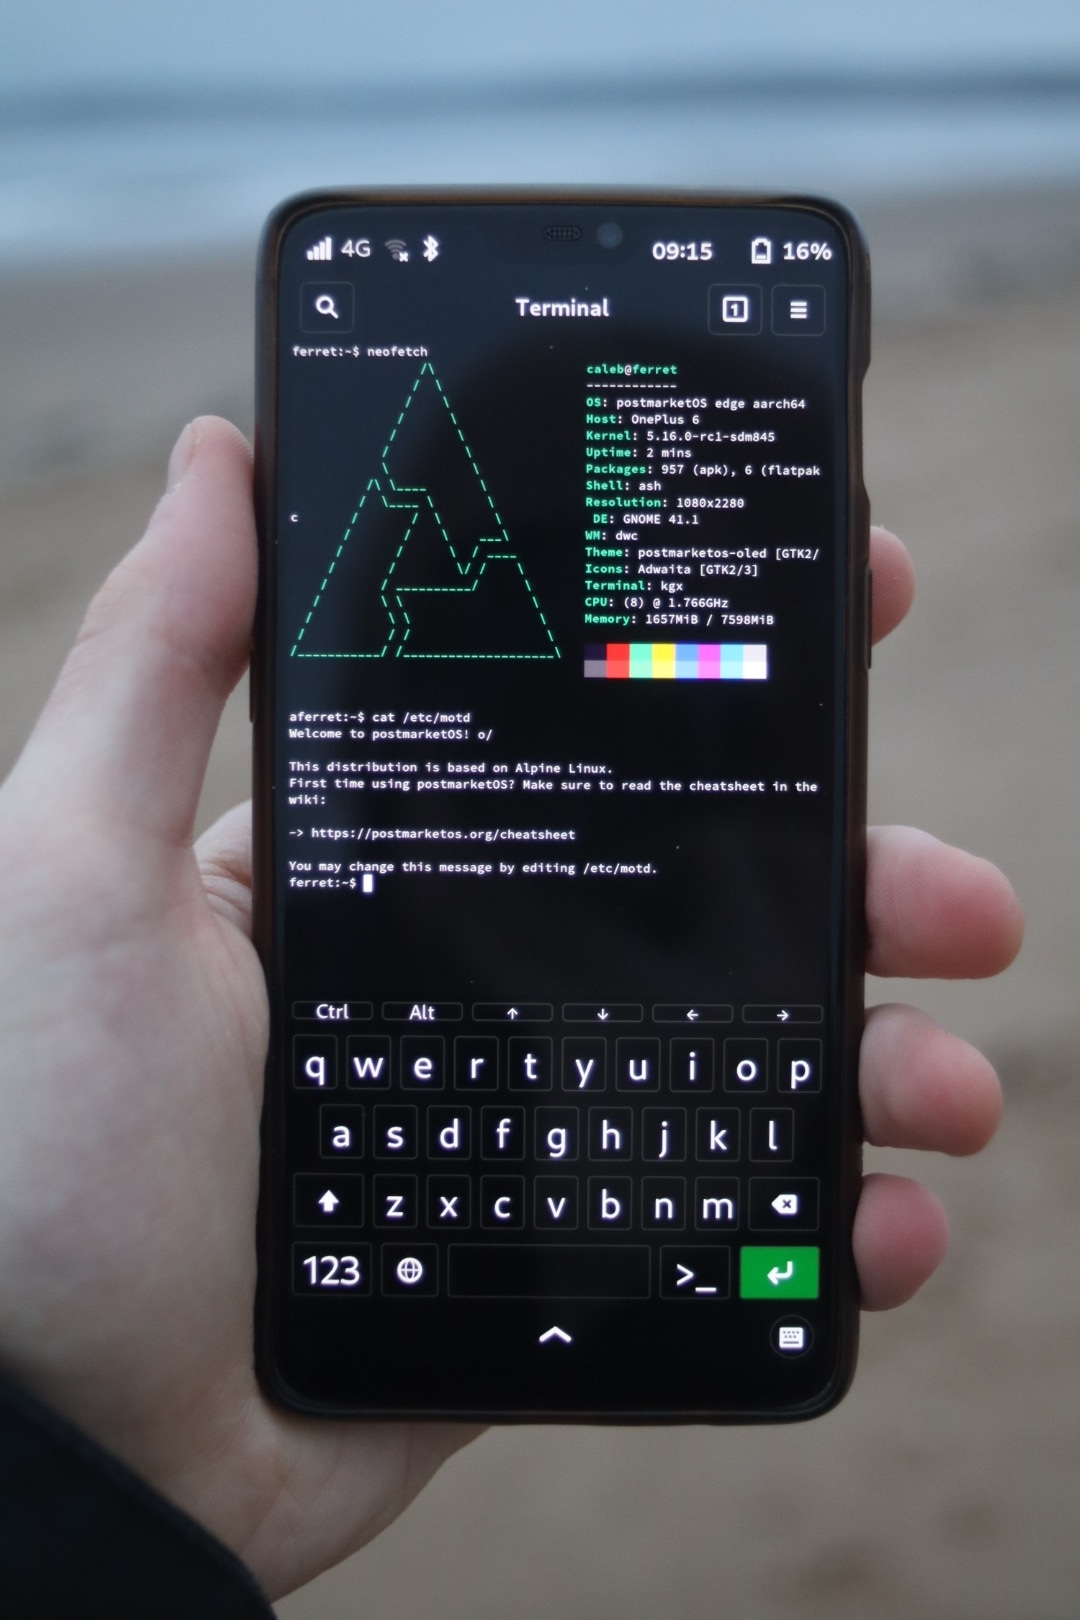 4G 09:15 16%
Terminal 1
ferret:~$ neofetch
caleb@ferret
------------
OS: postmarketOS edge aarch64
Host: OnePlus 6
Kernel: 5.16.0-rc1-sdm845
Uptime: 2 mins
Packages: 957 (apk), 6 (flatpak
Shell: ash
Resolution: 1080x2280
c DE: GNOME 41.1
WM: dwc
Theme: postmarketos-oled [GTK2/
Icons: Adwaita [GTK2/3]
Terminal: kgx
CPU: (8) @ 1.766GHz
Memory: 1657MiB / 7598MiB
aferret:~$ cat /etc/motd
Welcome to postmarketOS! o/
This distribution is based on Alpine Linux.
First time using postmarketOS? Make sure to read the cheatsheet in the
wiki:
-> https://postmarketos.org/cheatsheet
You may change this message by editing /etc/motd.
ferret:~$
Ctrl Alt ↑ ↓ ← →
q w e r t y u i o p
a s d f g h j k l
z x c v b n m
123 >_